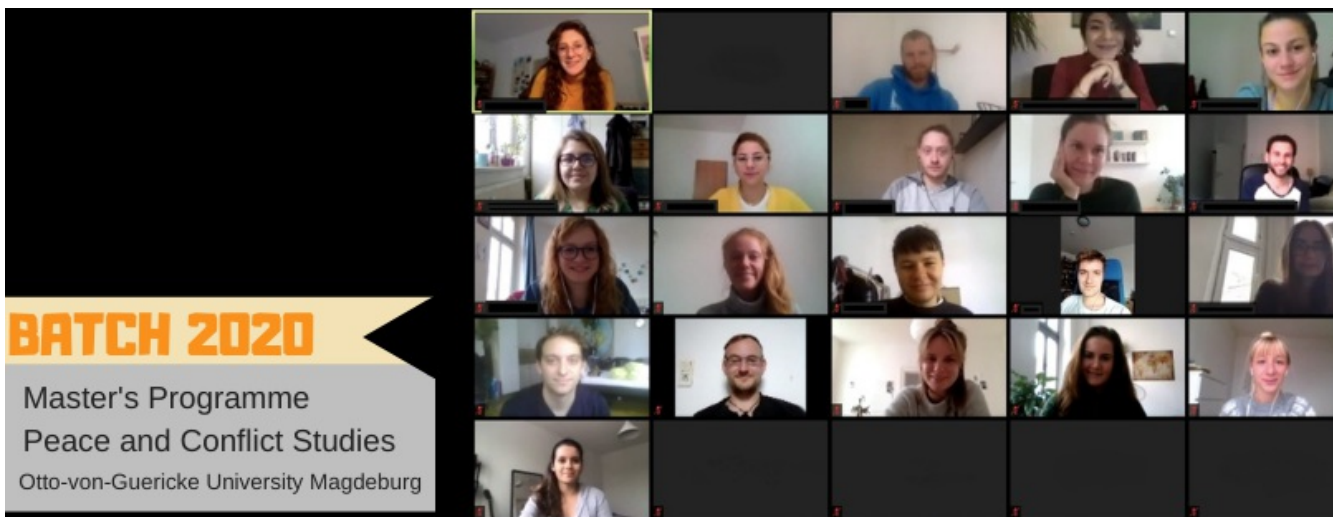 BATCH 2020
Master's Programme
Peace and Conflict Studies
Otto-von-Guericke University Magdeburg